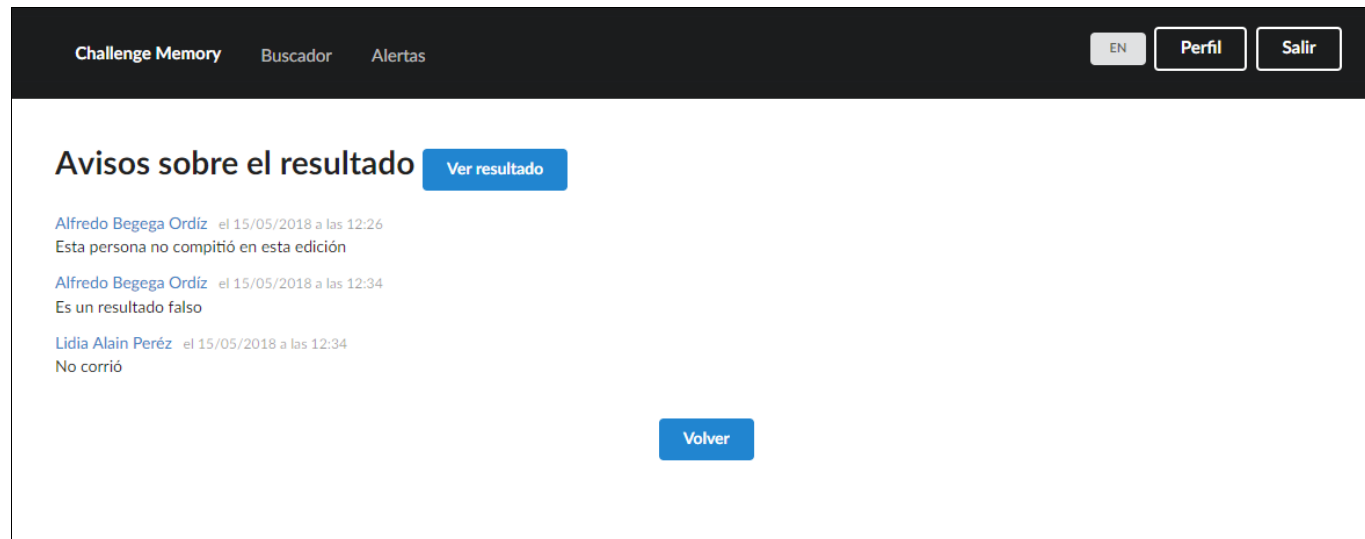 Challenge Memory Buscador Alertas EN Perfil Salir
Avisos sobre el resultado Ver resultado
Alfredo Begega Ordíz el 15/05/2018 a las 12:26
Esta persona no compitió en esta edición
Alfredo Begega Ordíz el 15/05/2018 a las 12:34
Es un resultado falso
Lidia Alain Peréz el 15/05/2018 a las 12:34
No corrió
Volver